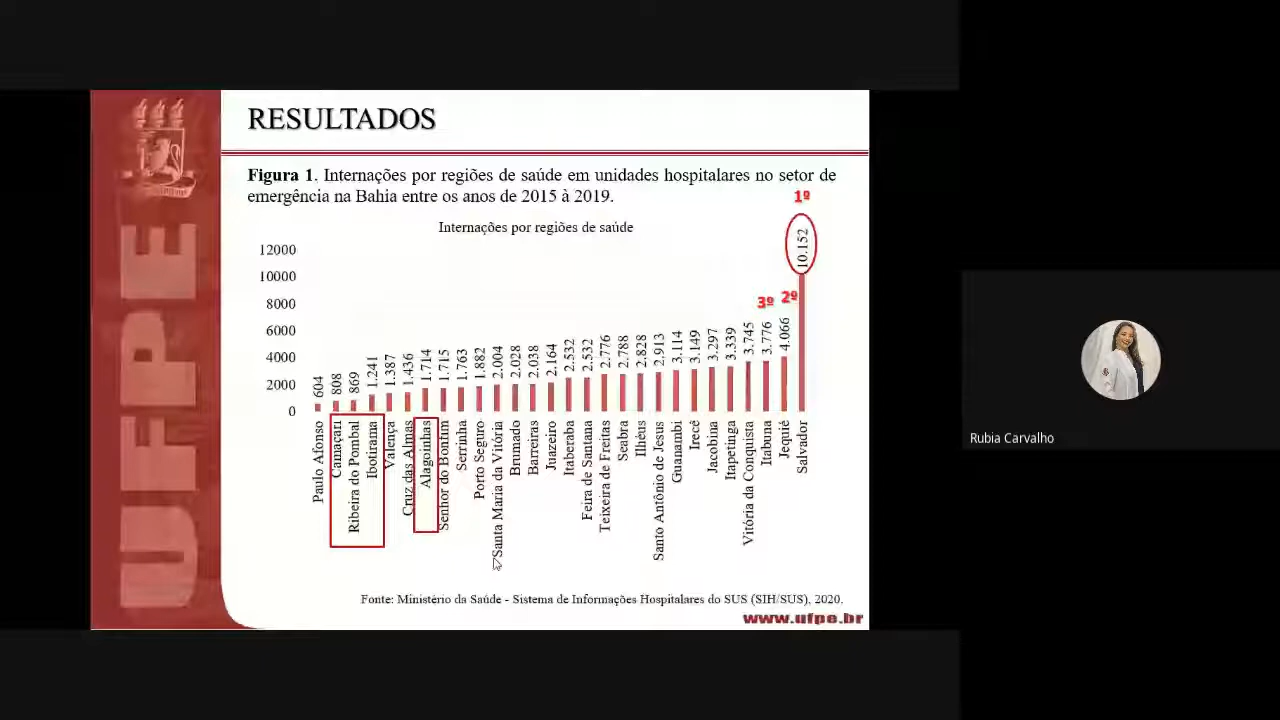 RESULTADOS
Figura 1. Internações por regiões de saúde em unidades hospitalares no setor de
emergência na Bahia entre os anos de 2015 à 2019.
Internações por regiões de saúde
12000
10000
8000
6000
4000
2000
0
604
808
869
1.241
1.387
1.436
1.714
1.715
1.763
1.882
2.004
2.028
2.038
2.164
2.532
2.532
2.776
2.788
2.828
2.913
3.114
3.149
3.297
3.339
3.745
3.776
4.066
10.152
3º
2º
1º
Paulo Afonso
Camaçari
Ribeira do Pombal
Ibotirama
Valença
Cruz das Almas
Alagoinhas
Senhor do Bonfim
Serrinha
Porto Seguro
Santa Maria da Vitória
Brumado
Barreiras
Juazeiro
Itaberaba
Feira de Santana
Teixeira de Freitas
Seabra
Ilhéus
Santo Antônio de Jesus
Guanambi
Irecê
Jacobina
Itapetinga
Vitória da Conquista
Itabuna
Jequié
Salvador
Fonte: Ministério da Saúde - Sistema de Informações Hospitalares do SUS (SIH/SUS), 2020.
www.ufpe.br
UFPE
Rubia Carvalho